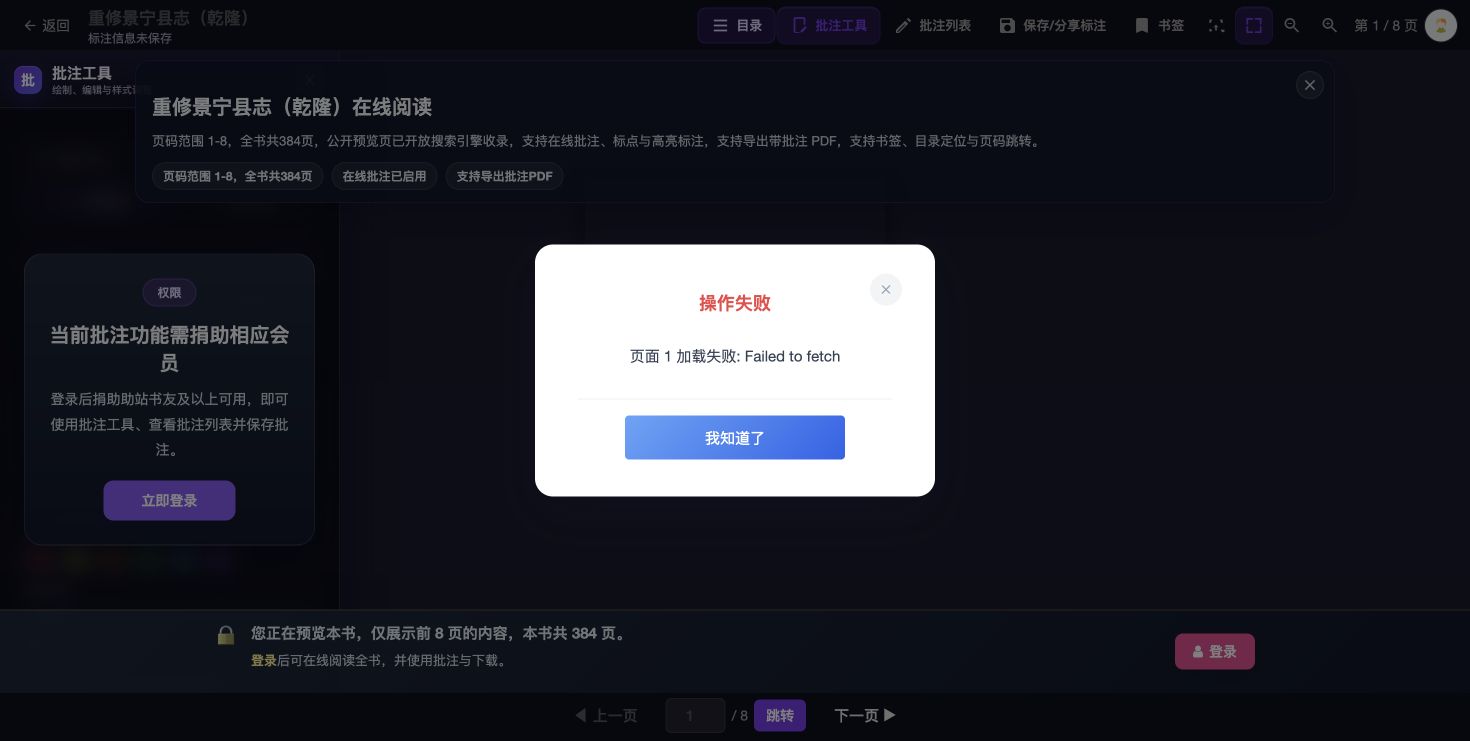 返回
重修景宁县志（乾隆）
标注信息未保存
目录
批注工具
批注列表
保存/分享标注
书签
第 1 / 8 页
批
批注工具
绘制、编辑与样式
重修景宁县志（乾隆）在线阅读
页码范围 1-8，全书共384页，公开预览页已开放搜索引擎收录，支持在线批注、标点与高亮标注，支持导出带批注 PDF，支持书签、目录定位与页码跳转。
页码范围 1-8，全书共384页
在线批注已启用
支持导出批注PDF
权限
当前批注功能需捐助相应会
员
登录后捐助助站书友及以上可用，即可
使用批注工具、查看批注列表并保存批
注。
立即登录
操作失败
页面 1 加载失败: Failed to fetch
我知道了
您正在预览本书，仅展示前 8 页的内容，本书共 384 页。
登录后可在线阅读全书，并使用批注与下载。
登录
上一页
1
/ 8
跳转
下一页